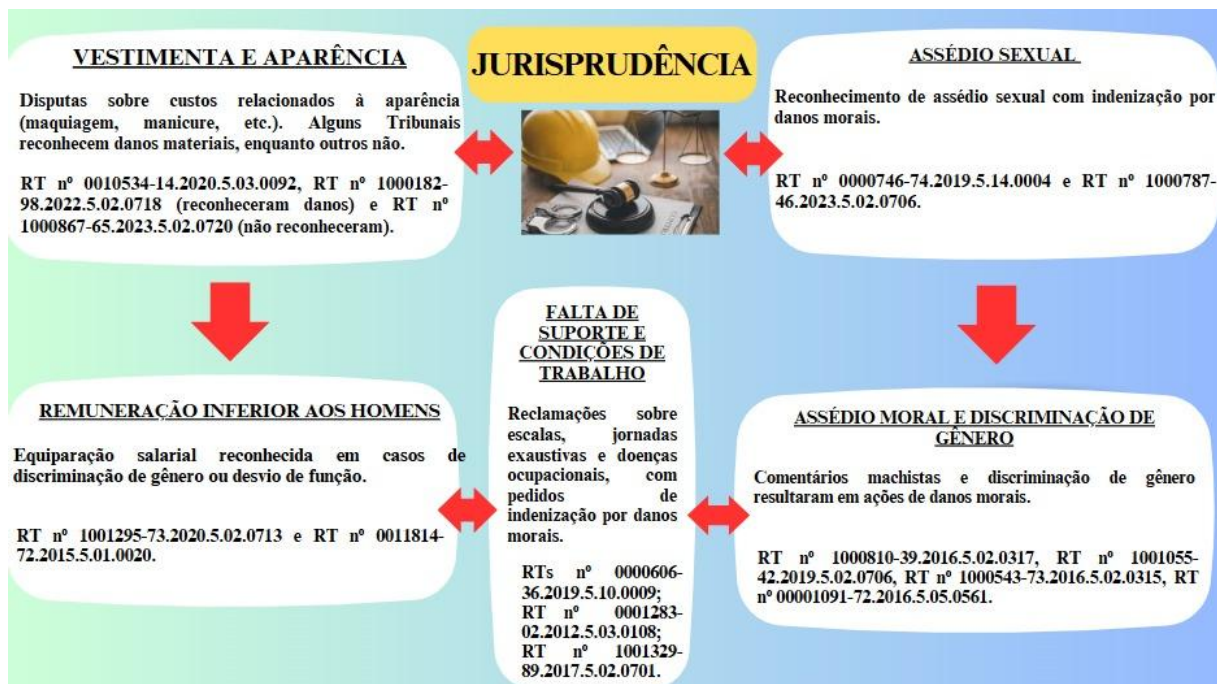 JURISPRUDÊNCIA
VESTIMENTA E APARÊNCIA
Disputas sobre custos relacionados à aparência
(maquiagem, manicure, etc.). Alguns Tribunais
reconhecem danos materiais, enquanto outros não.
RT nº 0010534-14.2020.5.03.0092, RT nº 1000182-
98.2022.5.02.0718 (reconheceram danos) e RT nº
1000867-65.2023.5.02.0720 (não reconheceram).
ASSÉDIO SEXUAL
Reconhecimento de assédio sexual com indenização por
danos morais.
RT nº 0000746-74.2019.5.14.0004 e RT nº 1000787-
46.2023.5.02.0706.
REMUNERAÇÃO INFERIOR AOS HOMENS
Equiparação salarial reconhecida em casos de
discriminação de gênero ou desvio de função.
RT nº 1001295-73.2020.5.02.0713 e RT nº 0011814-
72.2015.5.01.0020.
FALTA DE
SUPORTE E
CONDIÇÕES DE
TRABALHO
Reclamações sobre
escalas, jornadas
exaustivas e doenças
ocupacionais, com
pedidos de
indenização por danos
morais.
RTs nº 0000606-
36.2019.5.10.0009;
RT nº 0001283-
02.2012.5.03.0108;
RT nº 1001329-
89.2017.5.02.0701.
ASSÉDIO MORAL E DISCRIMINAÇÃO DE
GÊNERO
Comentários machistas e discriminação de gênero
resultaram em ações de danos morais.
RT nº 1000810-39.2016.5.02.0317, RT nº 1001055-
42.2019.5.02.0706, RT nº 1000543-73.2016.5.02.0315, RT
nº 00001091-72.2016.5.05.0561.